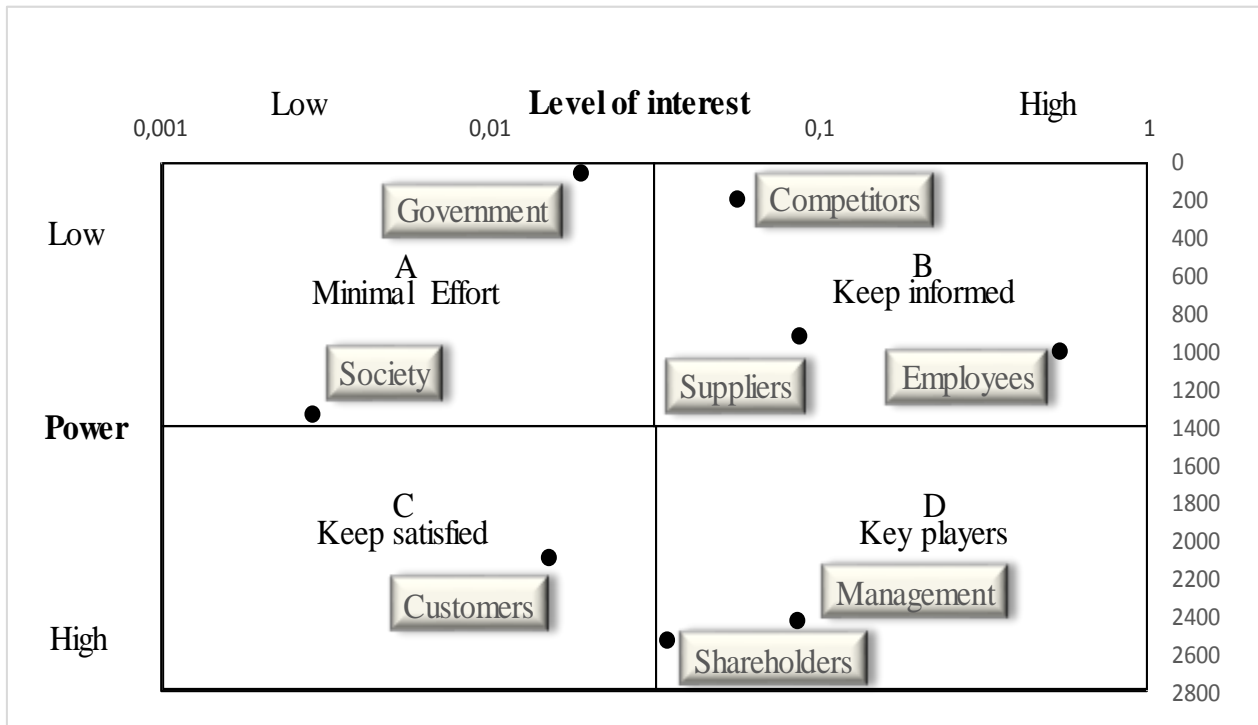 Low Level of interest High
0,001 0,01 0,1 1
0
Government Competitors
200
Low
400
A B
600
Minimal Effort Keep informed
800
1000
Society Suppliers Employees
1200
Power
1400
1600
C D
1800
Keep satisfied Key players
2000
Customers Management
2200
2400
High Shareholders
2600
2800